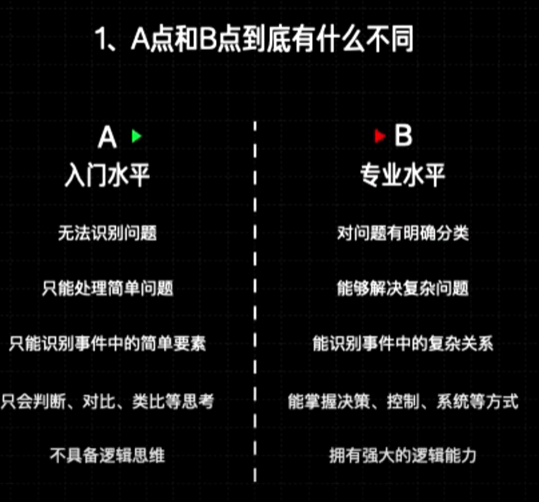 1、A点和B点到底有什么不同
A
B
入门水平
专业水平
无法识别问题
对问题有明确分类
只能处理简单问题
能够解决复杂问题
只能识别事件中的简单要素
能识别事件中的复杂关系
只会判断、对比、类比等思考
能掌握决策、控制、系统等方式
不具备逻辑思维
拥有强大的逻辑能力